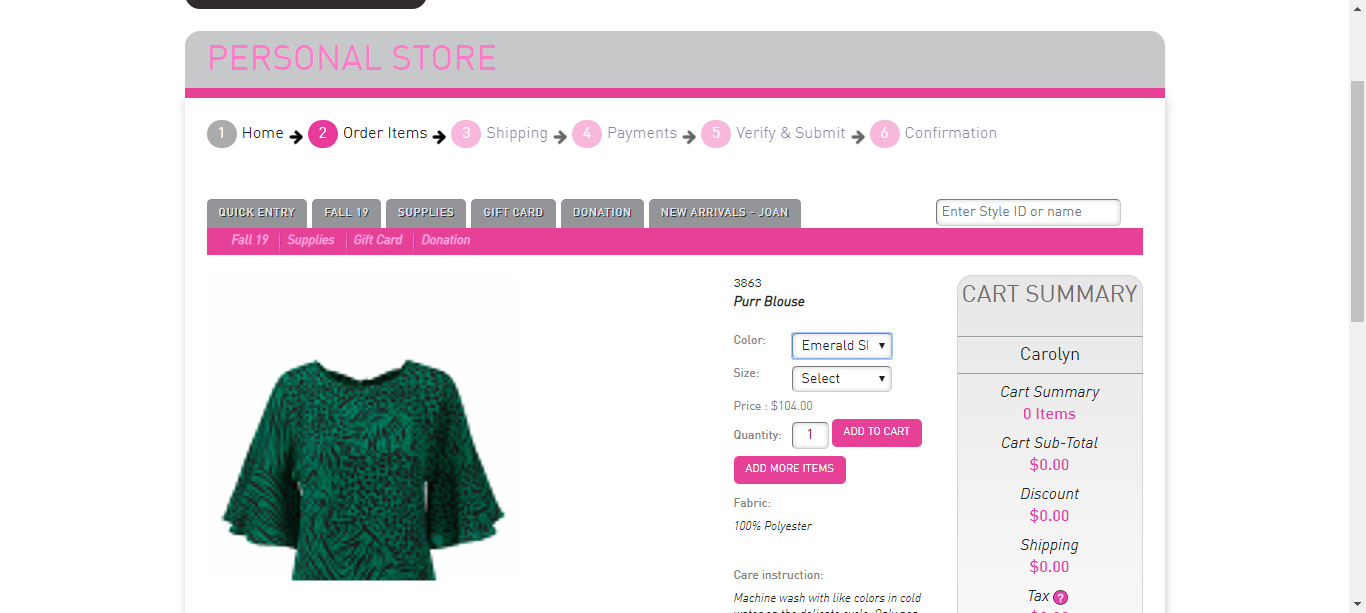 PERSONAL STORE
1 Home 2 Order Items 3 Shipping 4 Payments 5 Verify & Submit 6 Confirmation
QUICK ENTRY FALL 19 SUPPLIES GIFT CARD DONATION NEW ARRIVALS - JOAN Enter Style ID or name
Fall 19 Supplies Gift Card Donation
3863
Purr Blouse
Color: Emerald
Size: Select
Price : $104.00
Quantity: 1 ADD TO CART
ADD MORE ITEMS
Fabric:
100% Polyester
Care instruction:
Machine wash with like colors in cold
CART SUMMARY
Carolyn
Cart Summary
0 Items
Cart Sub-Total
$0.00
Discount
$0.00
Shipping
$0.00
Tax ?